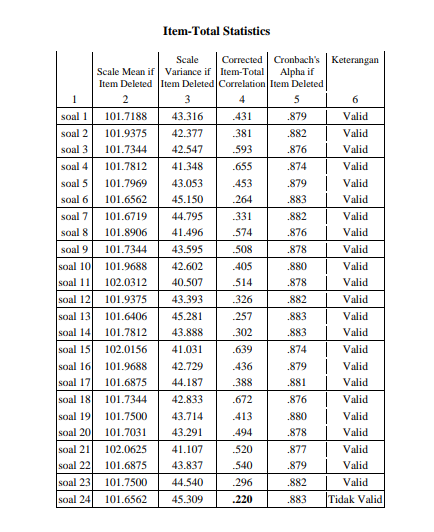 Item-Total Statistics
Scale Mean if Item Deleted Scale Variance if Item Deleted Corrected Item-Total Correlation Cronbach's Alpha if Item Deleted Keterangan
1 2 3 4 5 6
soal 1 101.7188 43.316 .431 .879 Valid
soal 2 101.9375 42.377 .381 .882 Valid
soal 3 101.7344 42.547 .593 .876 Valid
soal 4 101.7812 41.348 .655 .874 Valid
soal 5 101.7969 43.053 .453 .879 Valid
soal 6 101.6562 45.150 .264 .883 Valid
soal 7 101.6719 44.795 .331 .882 Valid
soal 8 101.8906 41.496 .574 .876 Valid
soal 9 101.7344 43.595 .508 .878 Valid
soal 10 101.9688 42.602 .405 .880 Valid
soal 11 102.0312 40.507 .514 .878 Valid
soal 12 101.9375 43.393 .326 .882 Valid
soal 13 101.6406 45.281 .257 .883 Valid
soal 14 101.7812 43.888 .302 .883 Valid
soal 15 102.0156 41.031 .639 .874 Valid
soal 16 101.9688 42.729 .436 .879 Valid
soal 17 101.6875 44.187 .388 .881 Valid
soal 18 101.7344 42.833 .672 .876 Valid
soal 19 101.7500 43.714 .413 .880 Valid
soal 20 101.7031 43.291 .494 .878 Valid
soal 21 102.0625 41.107 .520 .877 Valid
soal 22 101.6875 43.837 .540 .879 Valid
soal 23 101.7500 44.540 .296 .882 Valid
soal 24 101.6562 45.309 .220 .883 Tidak Valid